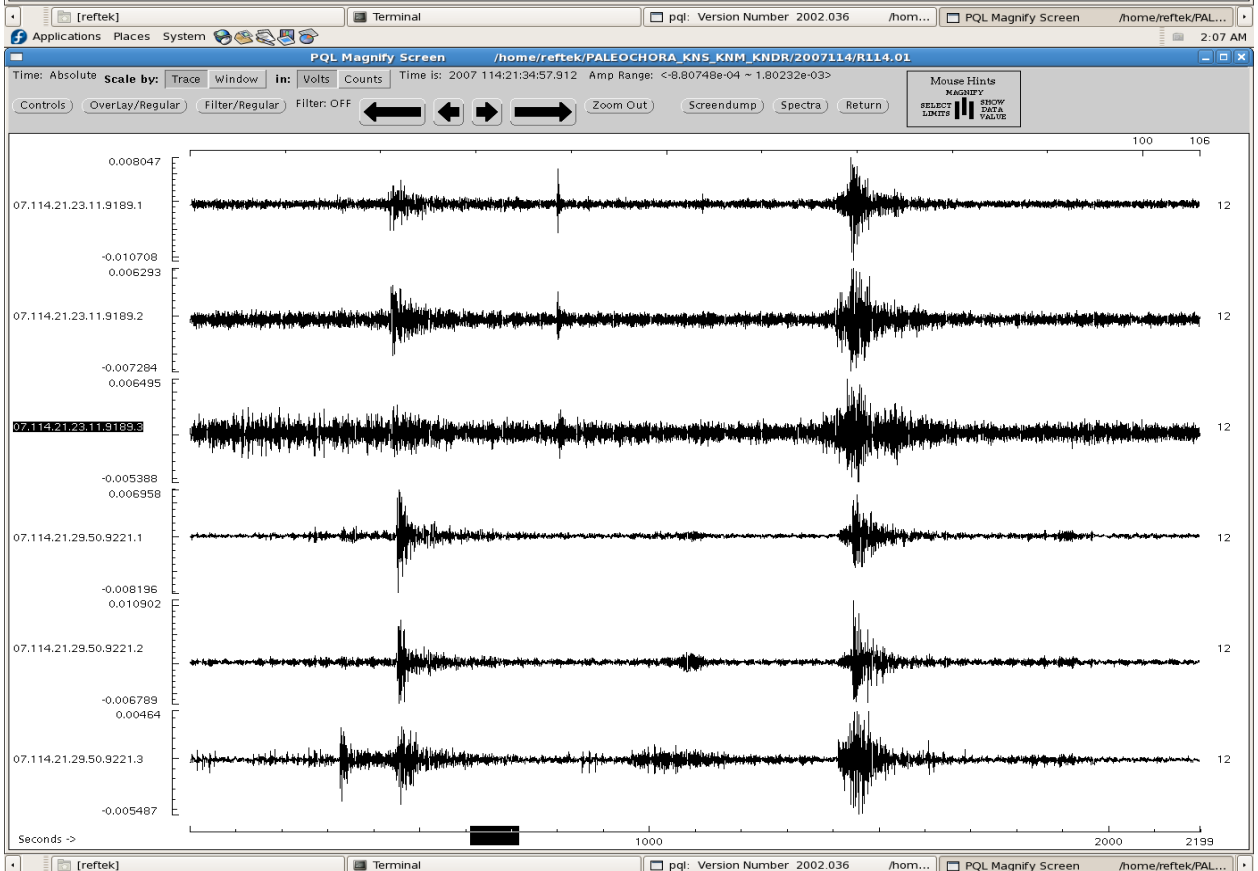 [reftek] Terminal pql: Version Number 2002.036 /hom... PQL Magnify Screen /home/reftek/PAL...
Applications Places System 2:07 AM
PQL Magnify Screen /home/reftek/PALEOCHORA_KNS_KNM_KNDR/2007114/R114.01
Time: Absolute Scale by: Trace Window in: Volts Counts Time is: 2007 114:21:34:57.912 Amp Range: <-8.80748e-04 ~ 1.80232e-03>
Controls OverLay/Regular Filter/Regular Filter: OFF Zoom Out Screendump Spectra Return
Mouse Hints
MAGNIFY
SELECT LIMITS
SHOW DATA VALUE
100 106
0.008047
07.114.21.23.11.9189.1 12
-0.010708
0.006293
07.114.21.23.11.9189.2 12
-0.007284
0.006495
07.114.21.23.11.9189.3 12
-0.005388
0.006958
07.114.21.29.50.9221.1 12
-0.008196
0.010902
07.114.21.29.50.9221.2 12
-0.006789
0.00464
07.114.21.29.50.9221.3 12
-0.005487
Seconds -> 1000 2000 2199
[reftek] Terminal pql: Version Number 2002.036 /hom... PQL Magnify Screen /home/reftek/PAL...